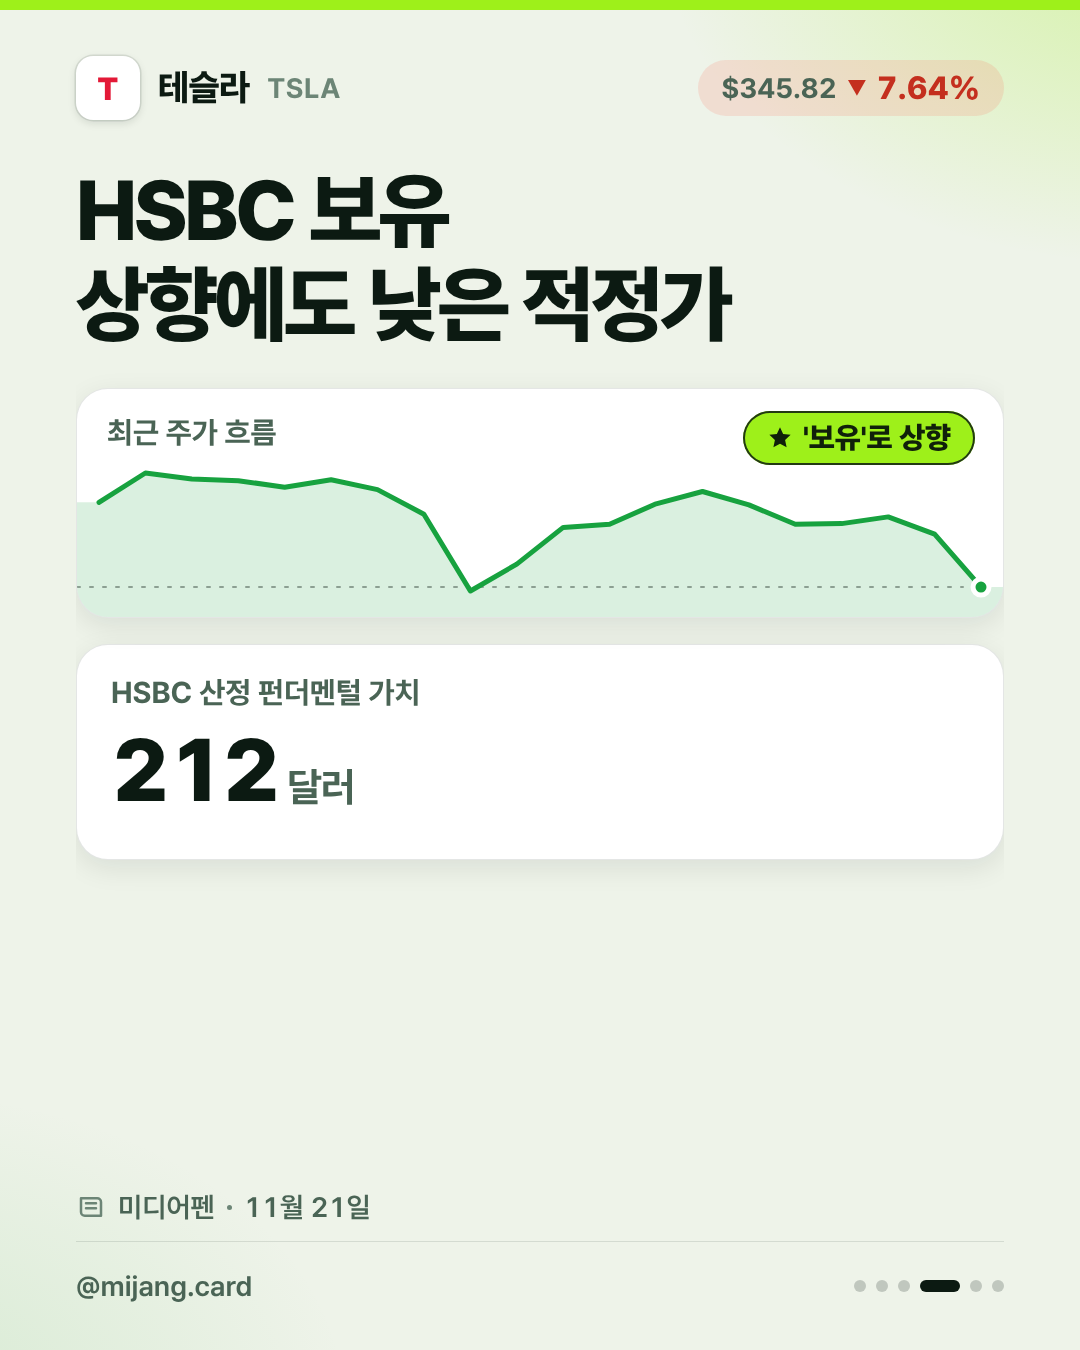 T 테슬라 TSLA $345.82 ▼ 7.64%
HSBC 보유
상향에도 낮은 적정가
최근 주가 흐름
★ '보유'로 상향
HSBC 산정 펀더멘털 가치
212 달러
미디어펜 · 11월 21일
@mijang.card